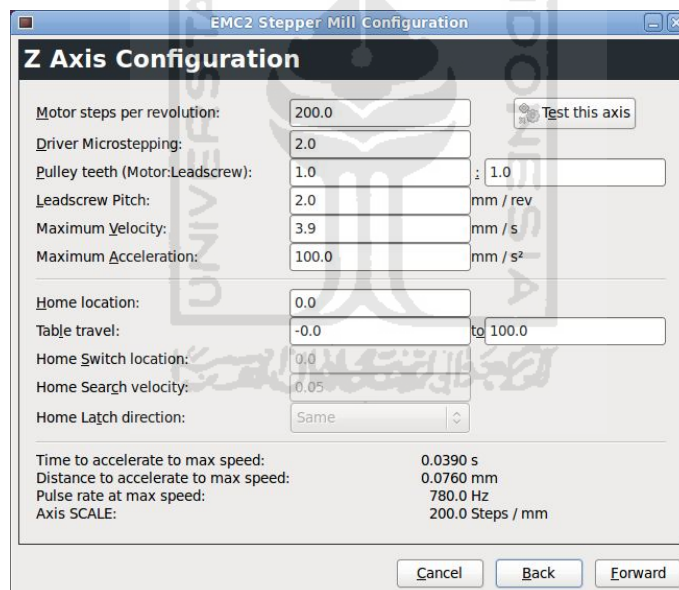 EMC2 Stepper Mill Configuration
Z Axis Configuration
Motor steps per revolution: 200.0 Test this axis
Driver Microstepping: 2.0
Pulley teeth (Motor:Leadscrew): 1.0 : 1.0
Leadscrew Pitch: 2.0 mm / rev
Maximum Velocity: 3.9 mm / s
Maximum Acceleration: 100.0 mm / s²
Home location: 0.0
Table travel: -0.0 to 100.0
Home Switch location: 0.0
Home Search velocity: 0.05
Home Latch direction: Same
Time to accelerate to max speed: 0.0390 s
Distance to accelerate to max speed: 0.0760 mm
Pulse rate at max speed: 780.0 Hz
Axis SCALE: 200.0 Steps / mm
Cancel Back Forward